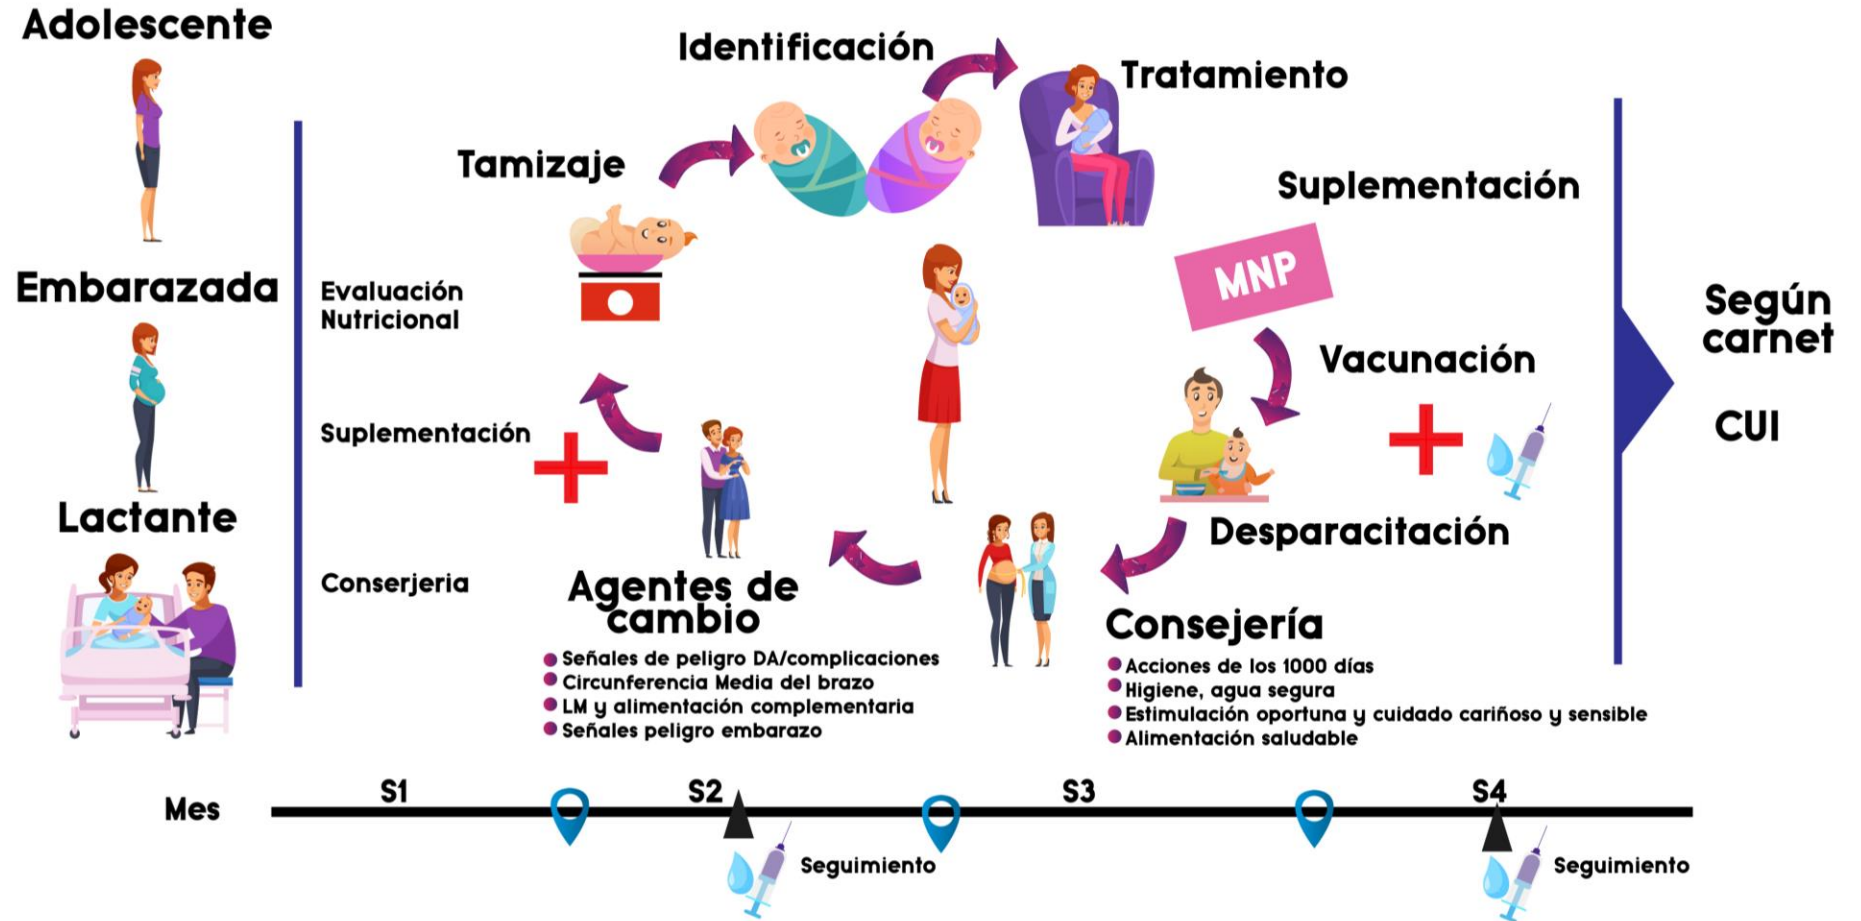 Adolescente
Embarazada
Lactante
Evaluación
Nutricional
Suplementación
Conserjeria
Tamizaje
Identificación
Tratamiento
Suplementación
MNP
Vacunación
Desparacitación
Consejería
Acciones de los 1000 días
Higiene, agua segura
Estimulación oportuna y cuidado cariñoso y sensible
Alimentación saludable
Agentes de
cambio
Señales de peligro DA/complicaciones
Circunferencia Media del brazo
LM y alimentación complementaria
Señales peligro embarazo
Según
carnet
CUI
Mes
S1
S2
S3
S4
Seguimiento
Seguimiento